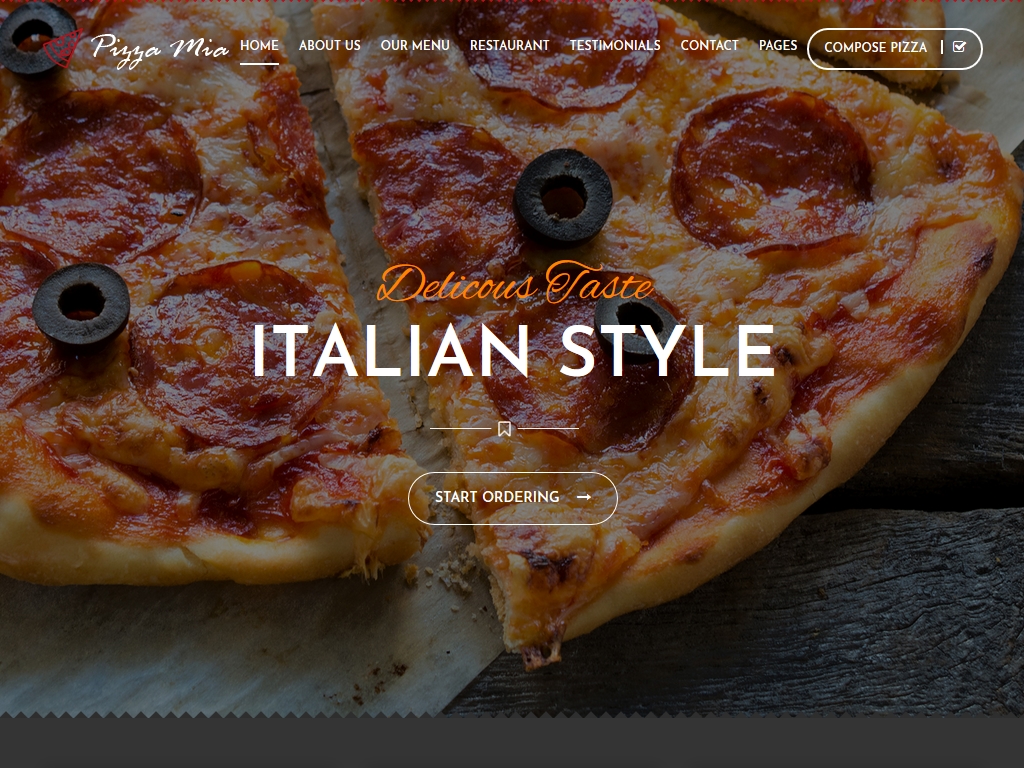 Pizza Mia
HOME ABOUT US OUR MENU RESTAURANT TESTIMONIALS CONTACT PAGES COMPOSE PIZZA
Delicous Taste
ITALIAN STYLE
START ORDERING